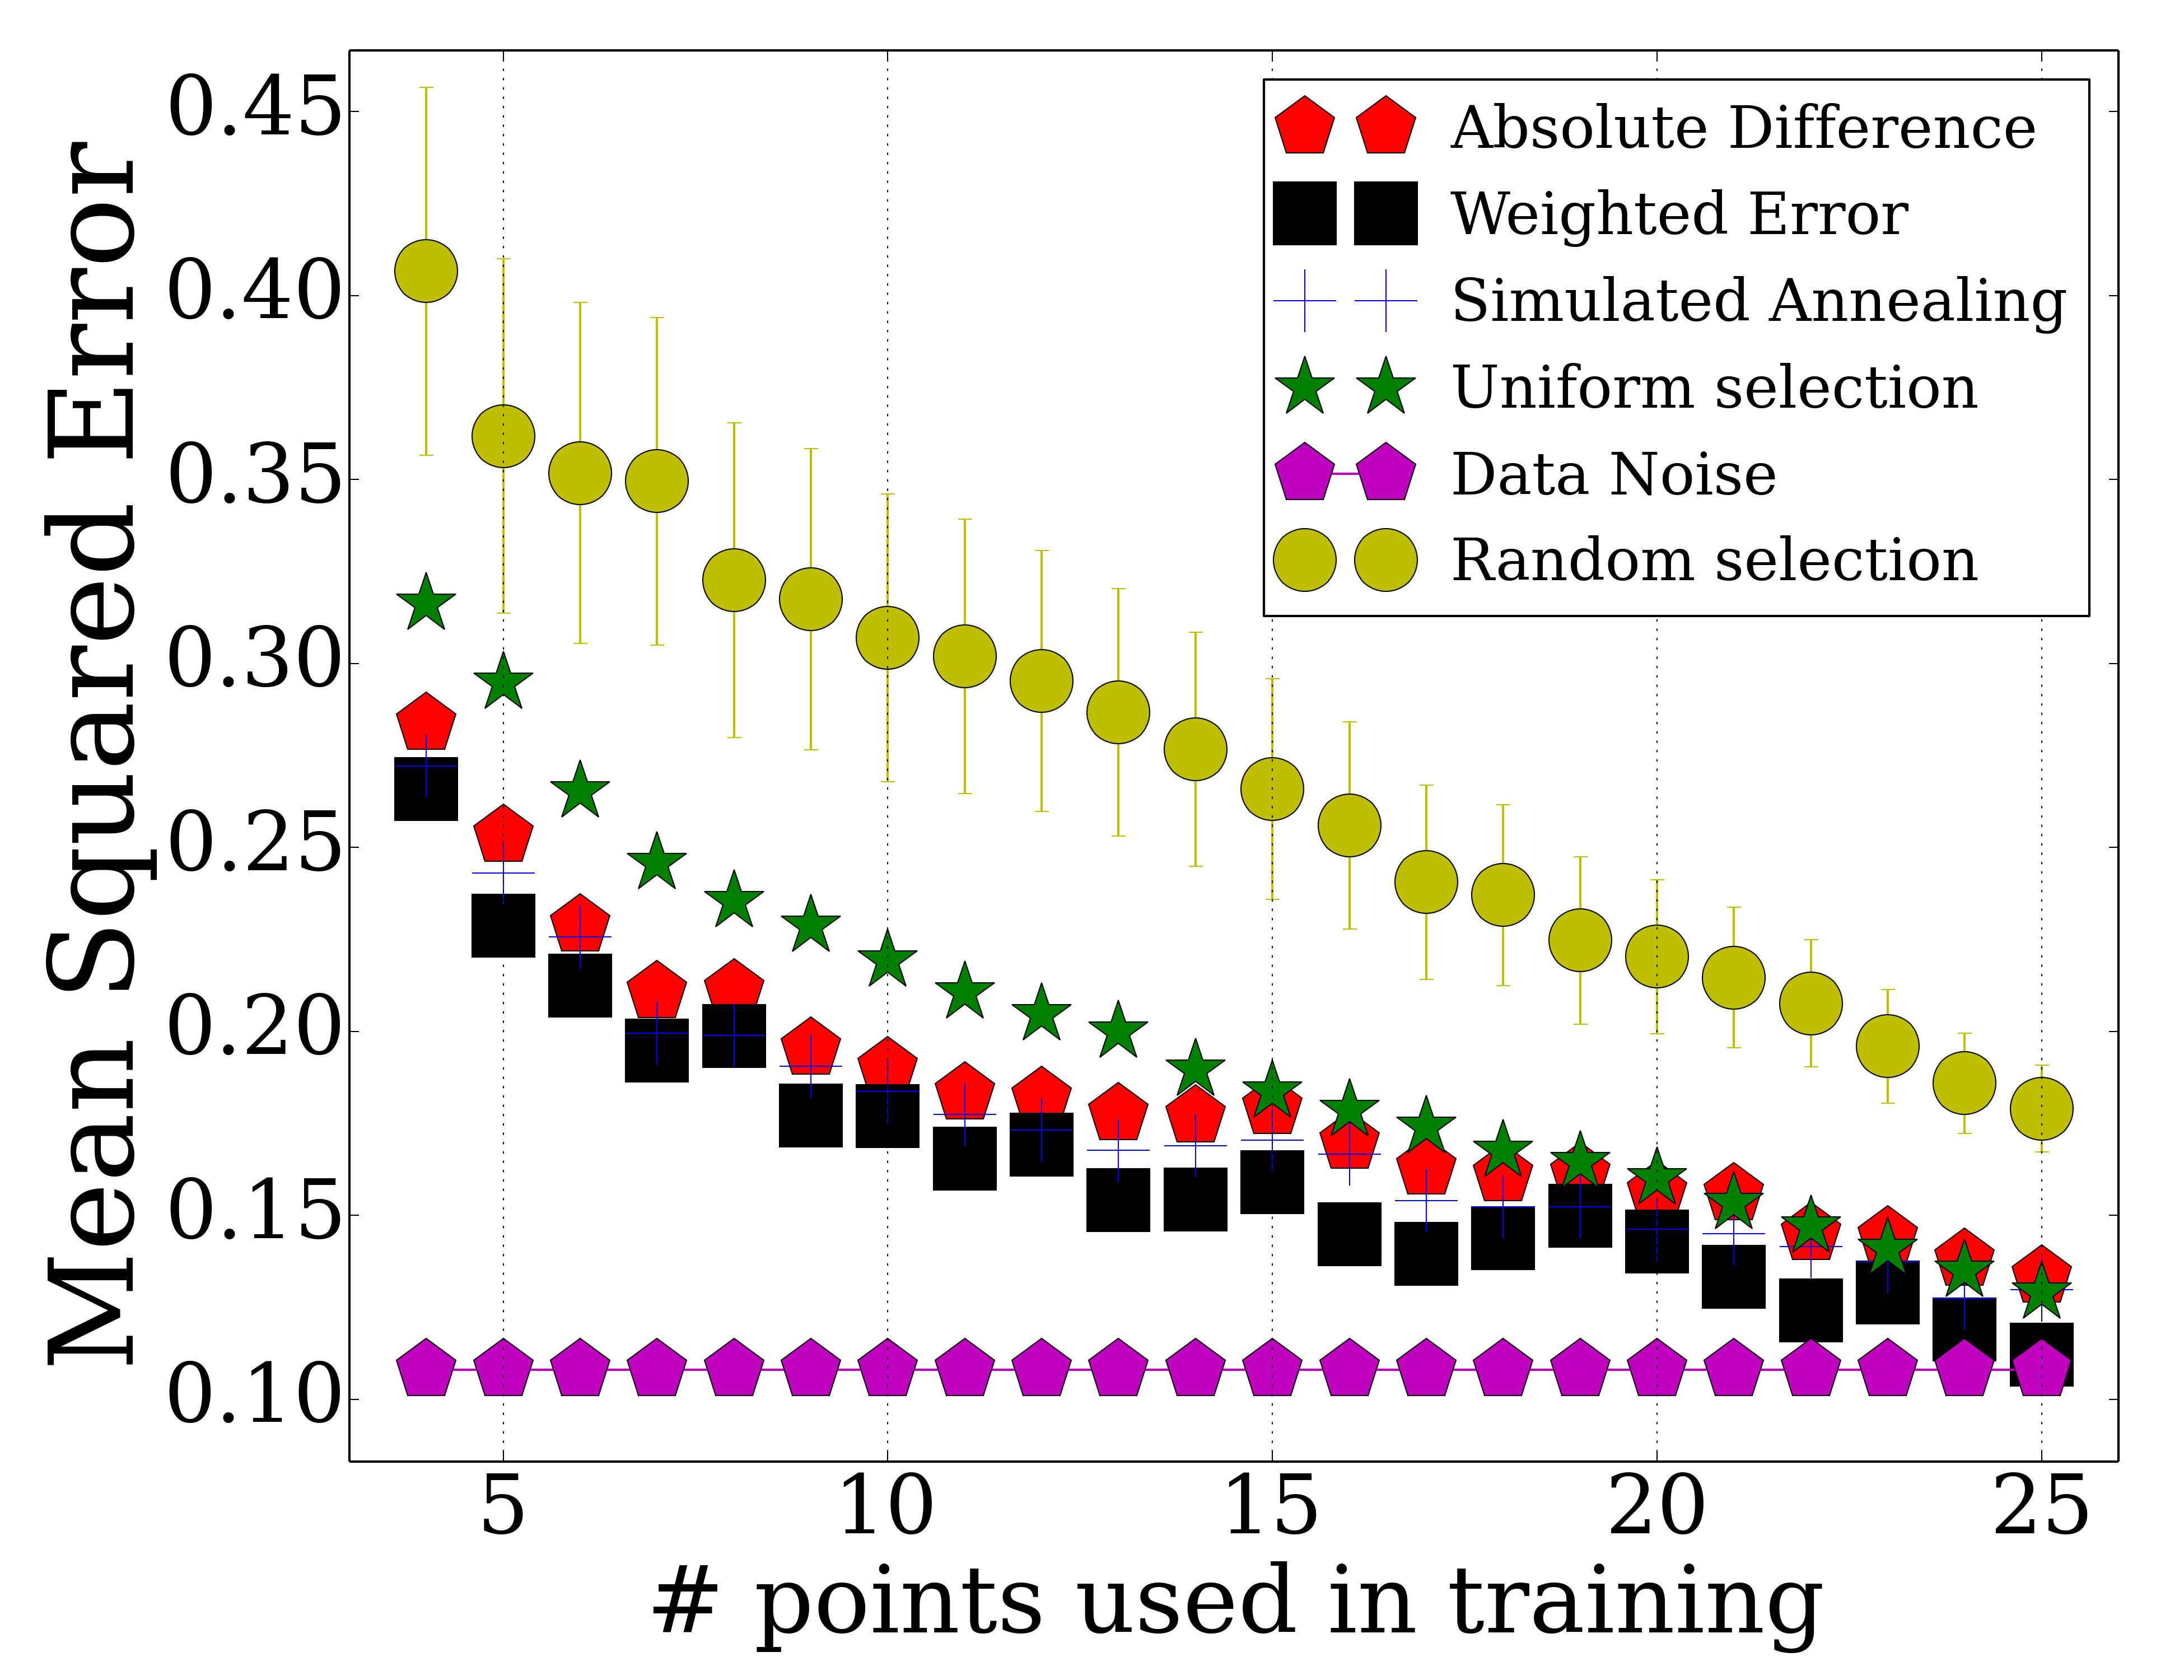 Mean Squared Error
0.45
0.40
0.35
0.30
0.25
0.20
0.15
0.10
Absolute Difference
Weighted Error
Simulated Annealing
Uniform selection
Data Noise
Random selection
5 10 15 20 25
# points used in training